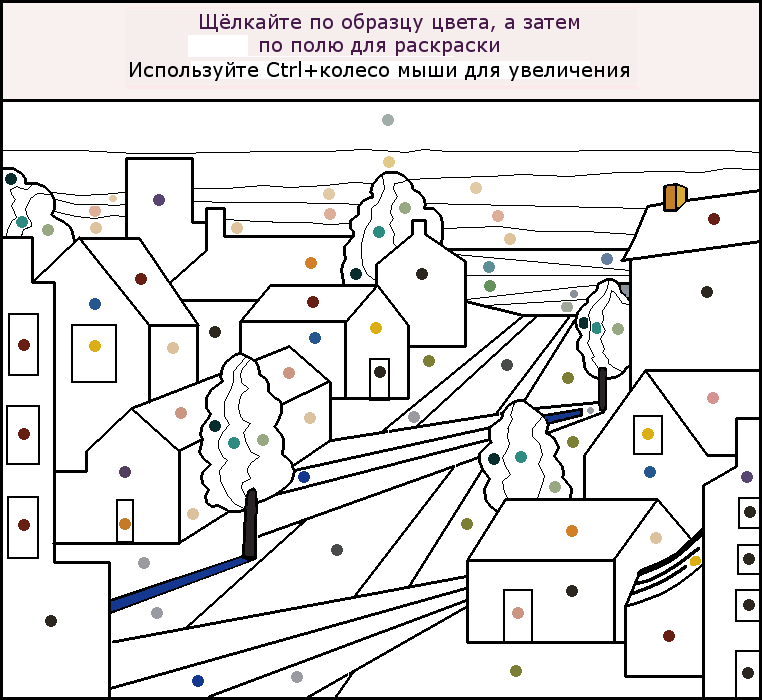 Щёлкайте по образцу цвета, а затем
по полю для раскраски
Используйте Ctrl+колесо мыши для увеличения